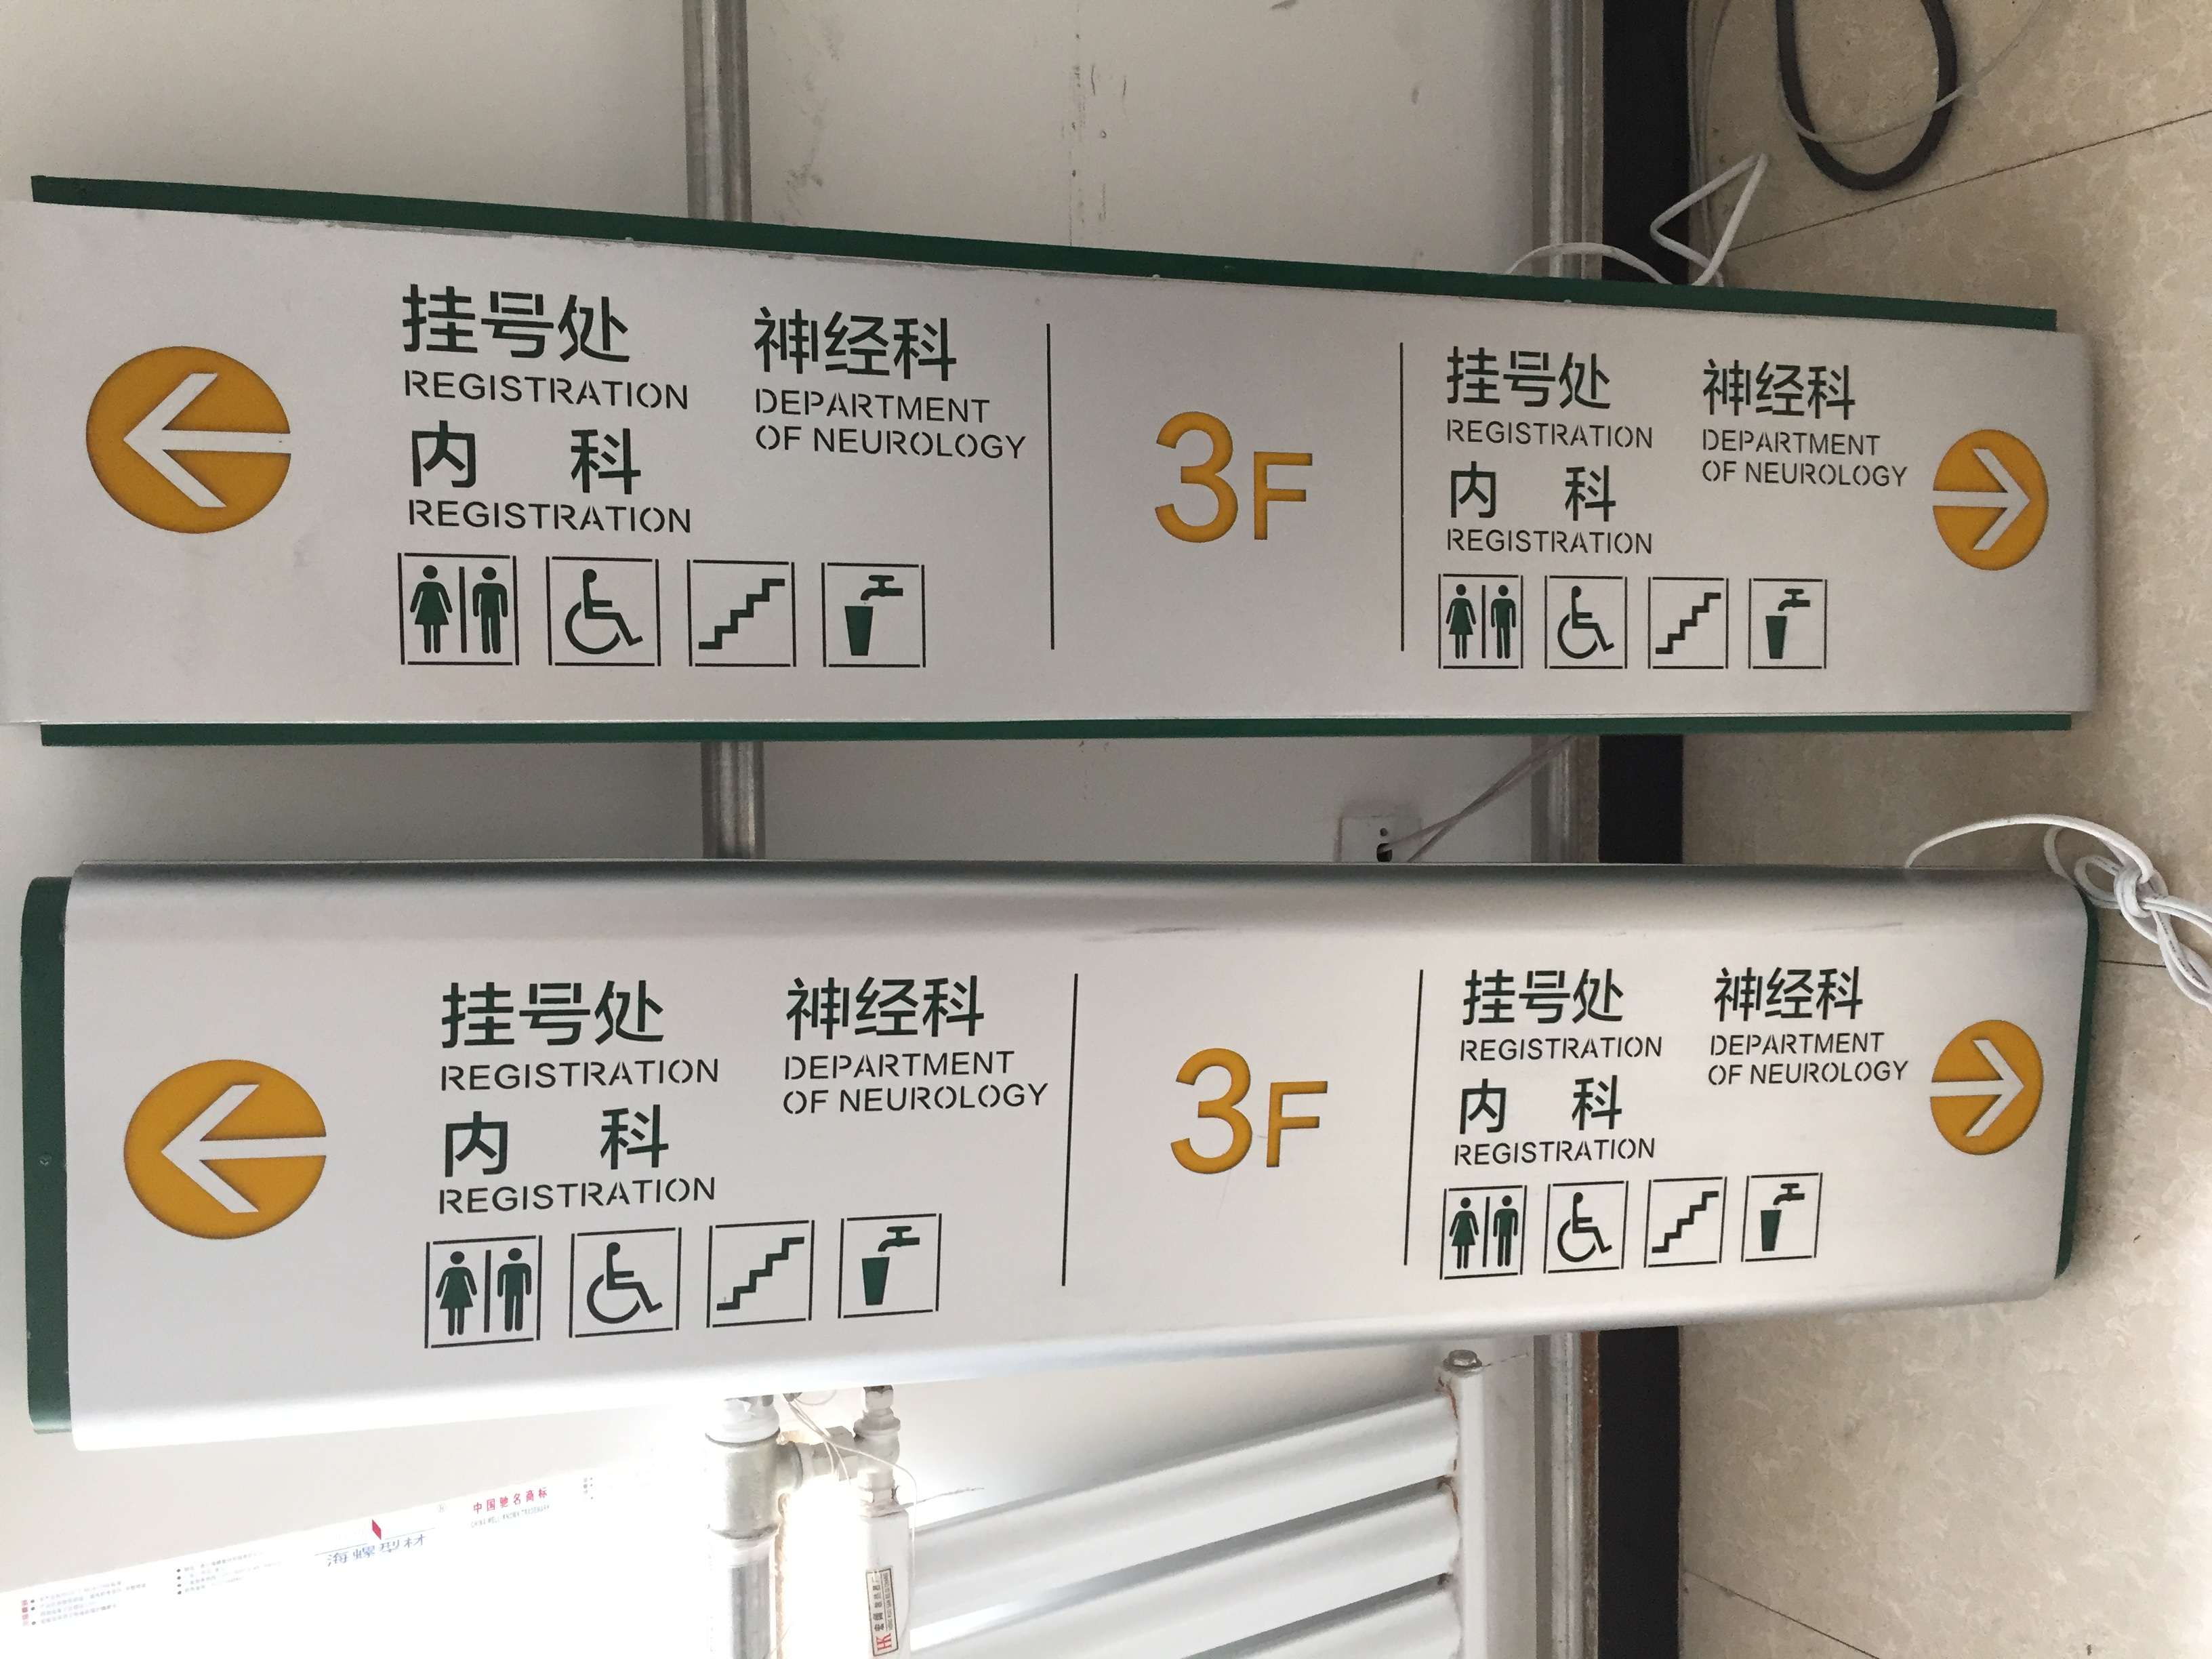 挂号处
REGISTRATION
内 科
REGISTRATION
神经科
DEPARTMENT
OF NEUROLOGY
3F
挂号处
REGISTRATION
内 科
REGISTRATION
神经科
DEPARTMENT
OF NEUROLOGY
挂号处
REGISTRATION
内 科
REGISTRATION
神经科
DEPARTMENT
OF NEUROLOGY
3F
挂号处
REGISTRATION
内 科
REGISTRATION
神经科
DEPARTMENT
OF NEUROLOGY
中国驰名商标
海螺型材